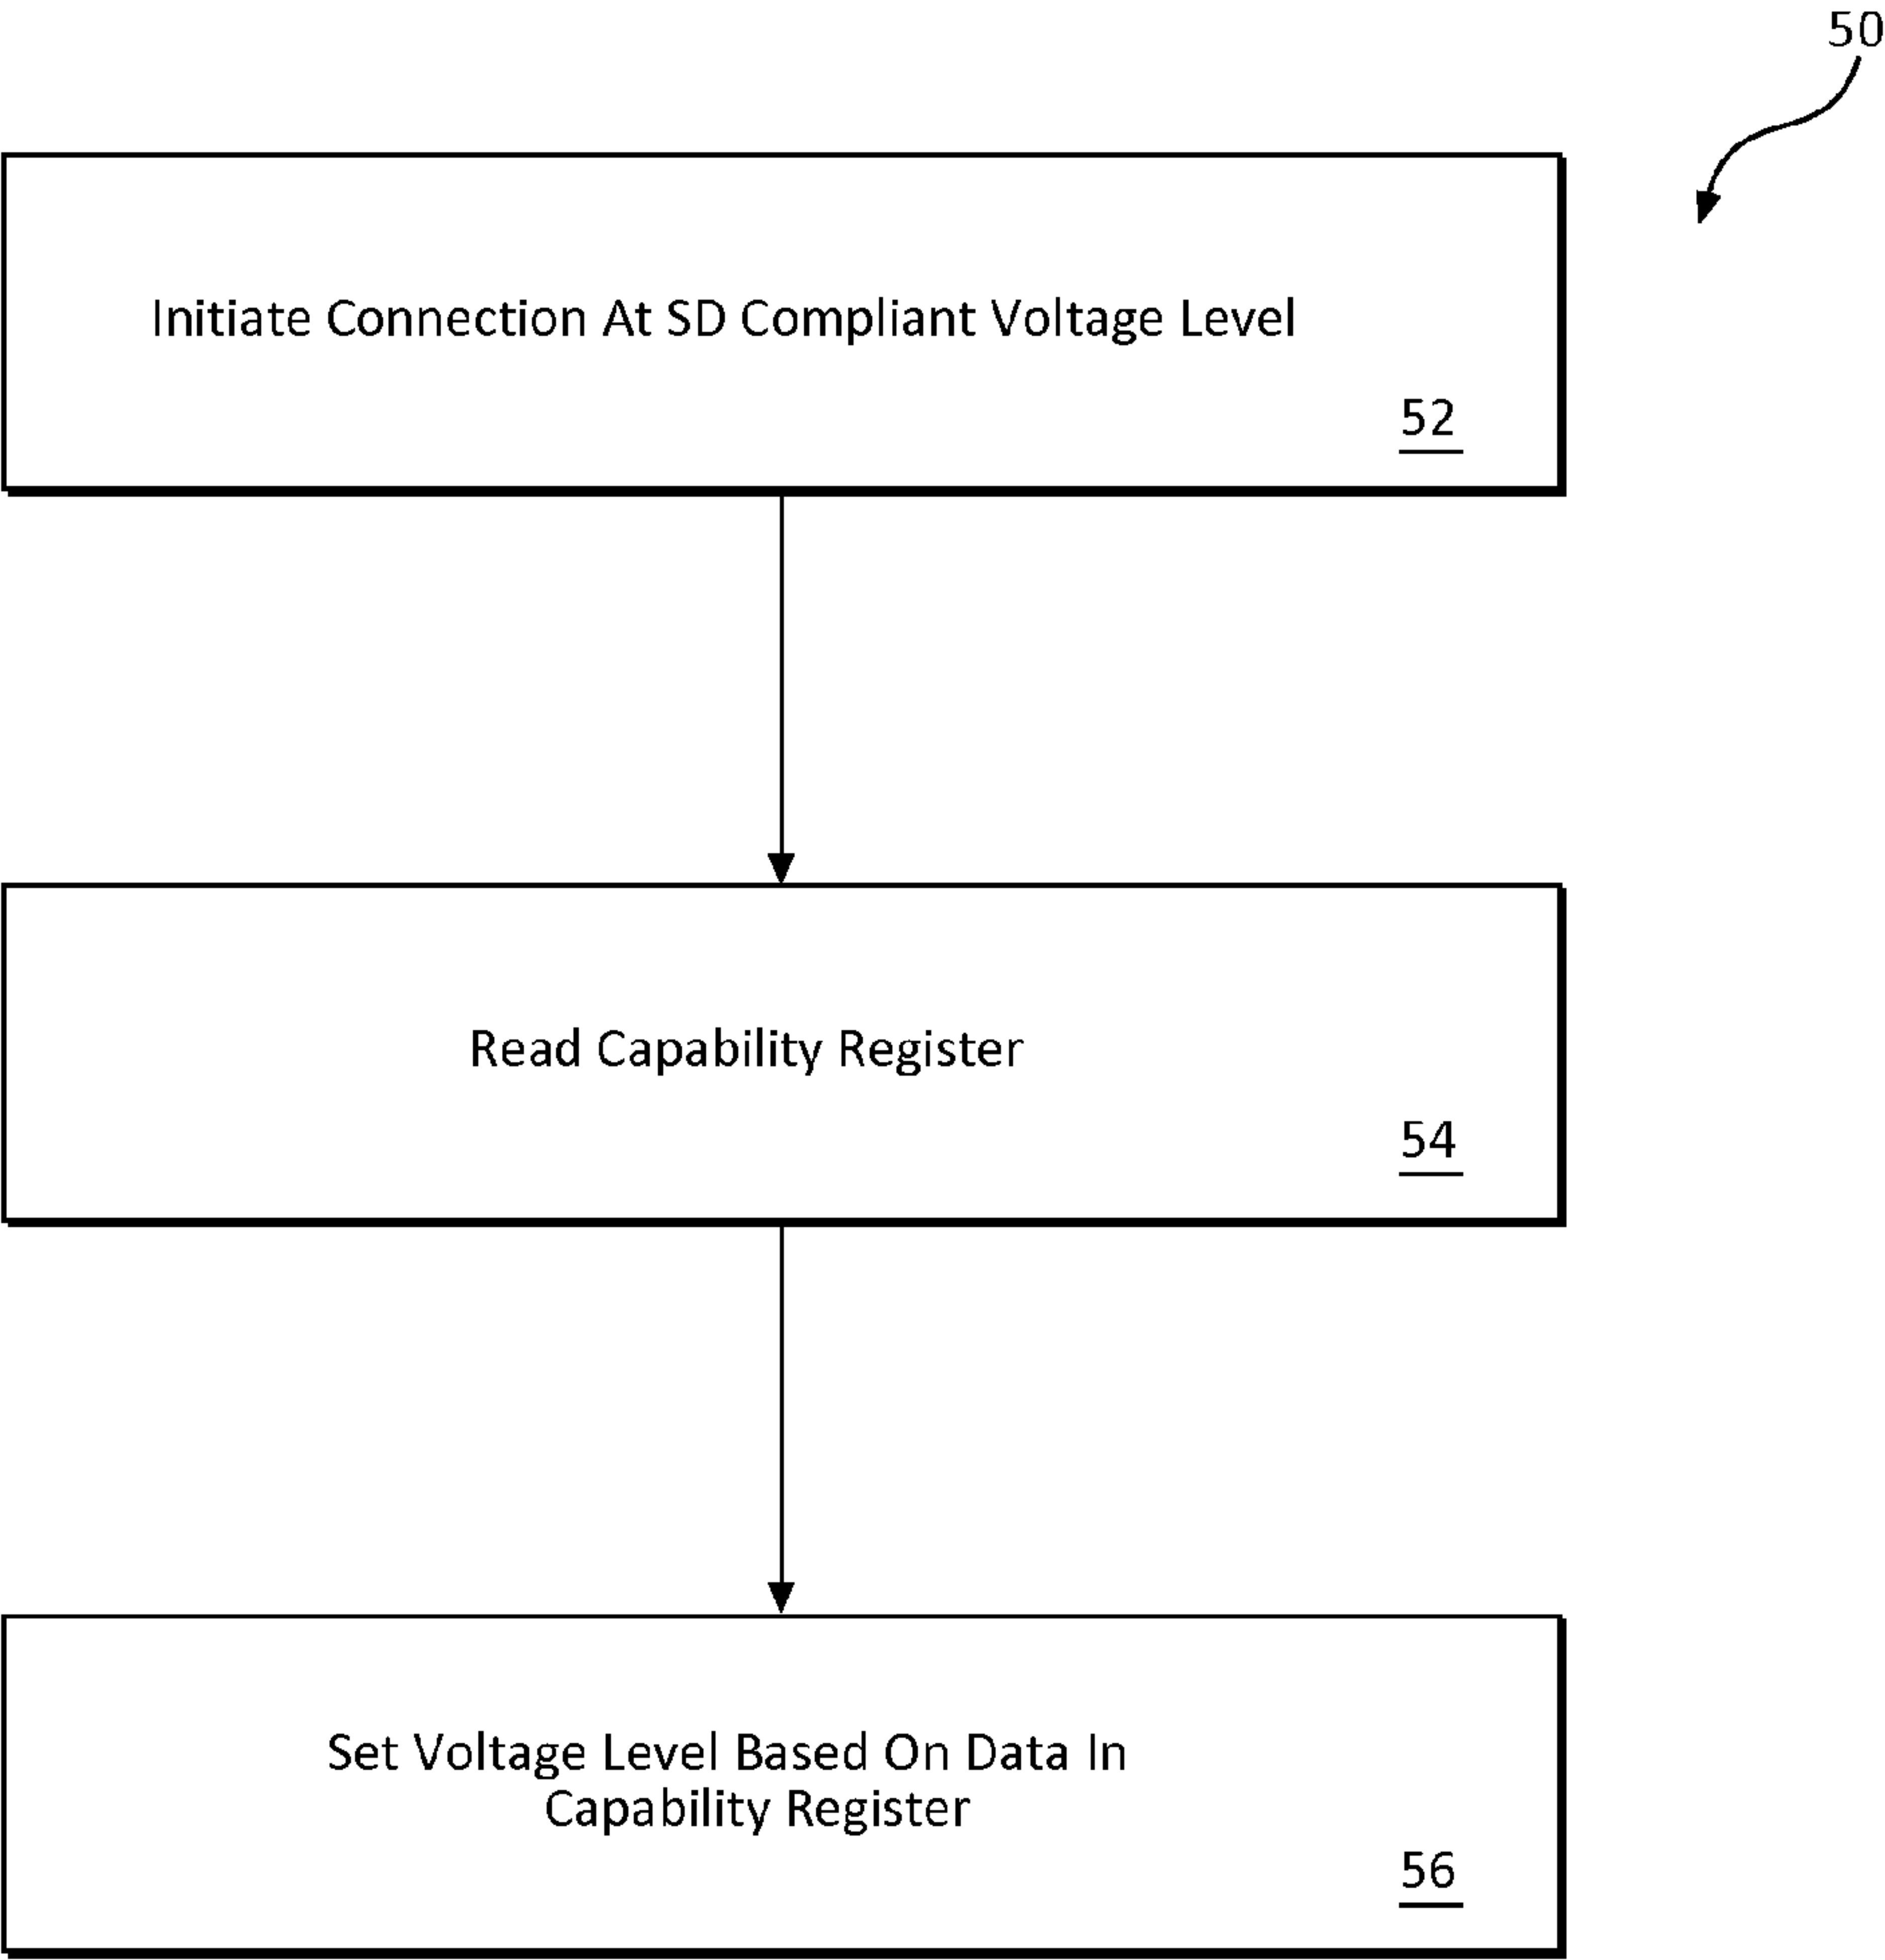 50
Initiate Connection At SD Compliant Voltage Level
52
Read Capability Register
54
Set Voltage Level Based On Data In
Capability Register
56